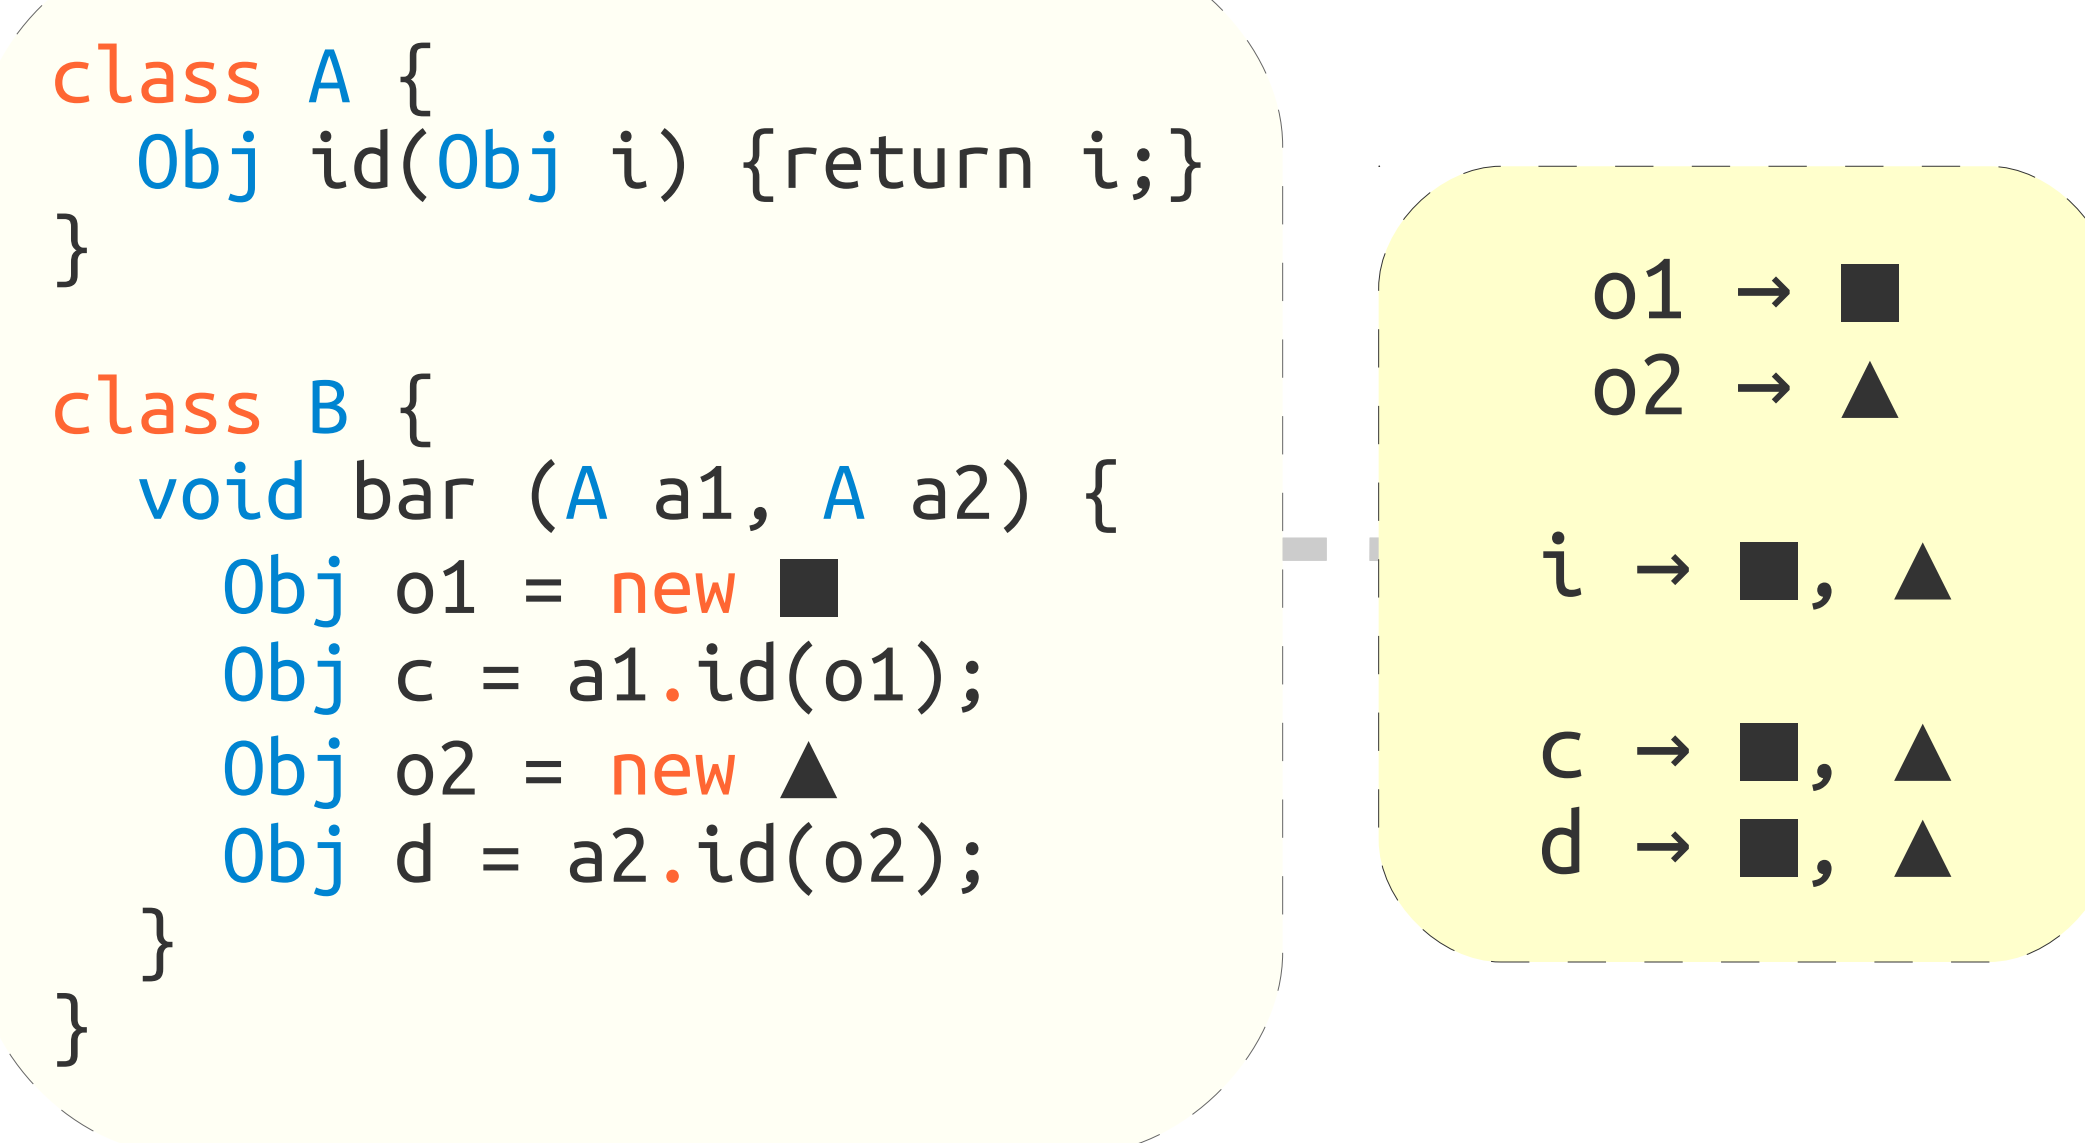 class A {
  Obj id(Obj i) {return i;}
}
class B {
  void bar (A a1, A a2) {
    Obj o1 = new ■
    Obj c = a1.id(o1);
    Obj o2 = new ▲
    Obj d = a2.id(o2);
  }
}
o1 → ■
o2 → ▲
i → ■, ▲
c → ■, ▲
d → ■, ▲